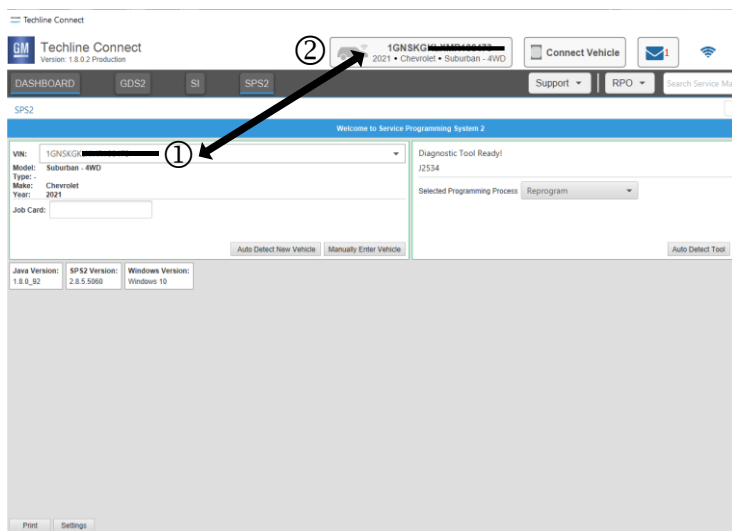 Techline Connect
GM
Techline Connect
Version: 1.8.0.2 Production
②
1GNSKG
2021 • Chevrolet • Suburban - 4WD
Connect Vehicle
1
DASHBOARD
GDS2
SI
SPS2
Support
RPO
Search Service Ma
SPS2
Welcome to Service Programming System 2
VIN:
1GNSKGK
①
Model: Suburban - 4WD
Type: -
Make: Chevrolet
Year: 2021
Job Card:
Auto Detect New Vehicle
Manually Enter Vehicle
Diagnostic Tool Ready!
J2534
Selected Programming Process
Reprogram
Auto Detect Tool
Java Version:
1.8.0_92
SPS2 Version:
2.8.5.5060
Windows Version:
Windows 10
Print
Settings